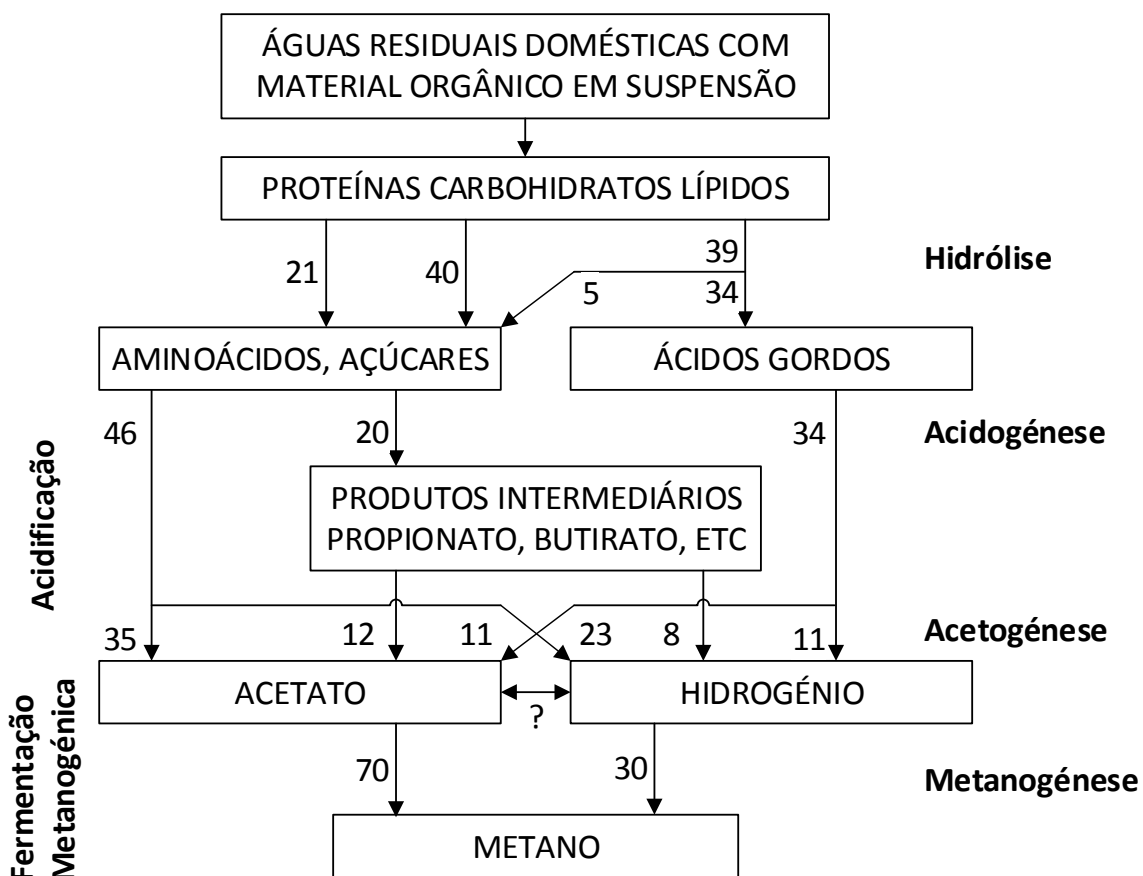 ÁGUAS RESIDUAIS DOMÉSTICAS COM
MATERIAL ORGÂNICO EM SUSPENSÃO
PROTEÍNAS CARBOHIDRATOS LÍPIDOS
21
40
39
5
34
Hidrólise
AMINOÁCIDOS, AÇÚCARES
ÁCIDOS GORDOS
46
20
34
Acidogénese
Acidificação
PRODUTOS INTERMEDIÁRIOS
PROPIONATO, BUTIRATO, ETC
35
12
11
23
8
11
Acetogénese
ACETATO
?
HIDROGÉNIO
Fermentação
Metanogénica
70
30
Metanogénese
METANO